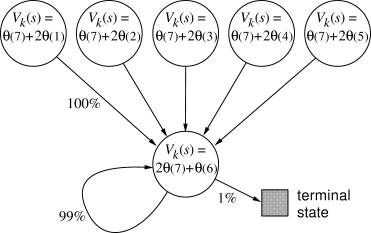 Vₖ(s) = Vₖ(s) = Vₖ(s) = Vₖ(s) = Vₖ(s) =
θ(7)+2θ(1) θ(7)+2θ(2) θ(7)+2θ(3) θ(7)+2θ(4) θ(7)+2θ(5)
100%
Vₖ(s) =
2θ(7)+θ(6)
1%
terminal
state
99%